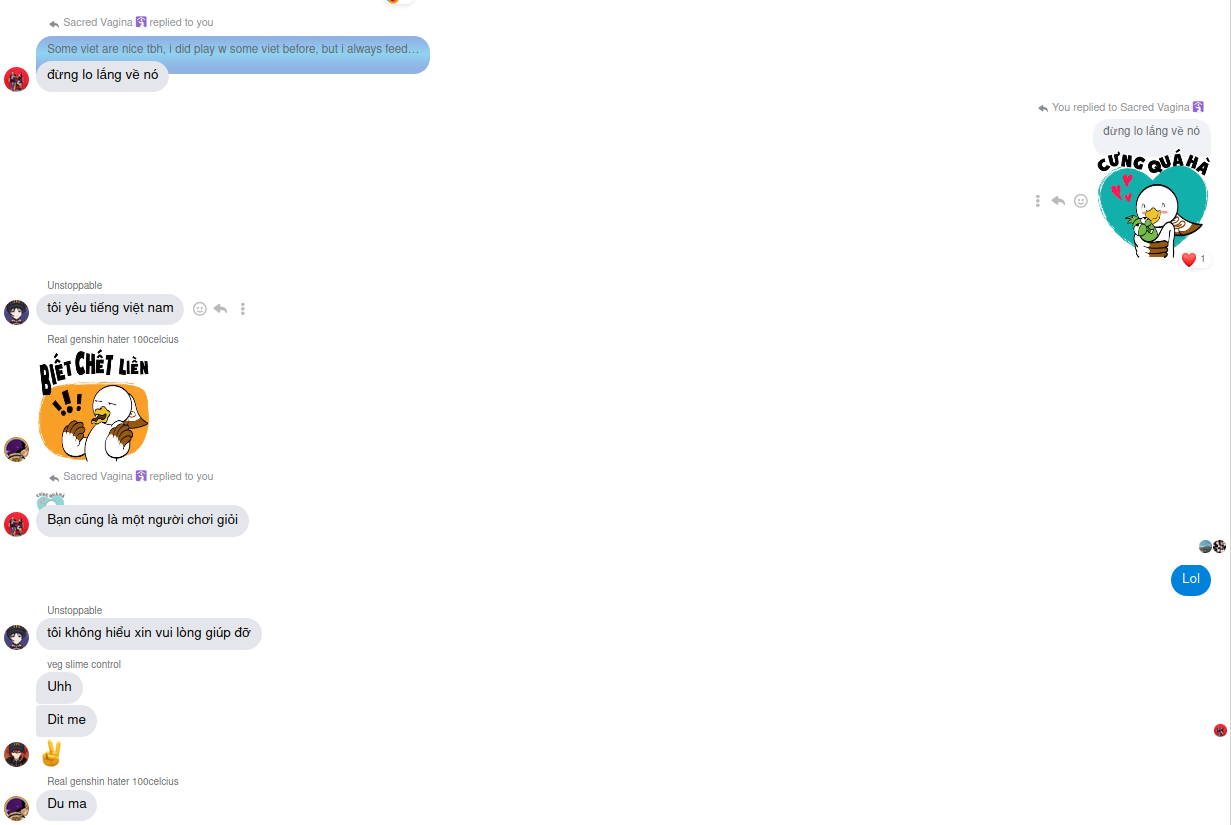 Sacred Vagina replied to you
Some viet are nice tbh, i did play w some viet before, but i always feed…
đừng lo lắng về nó
You replied to Sacred Vagina
đừng lo lắng về nó
CƯNG QUÁ HÀ
1
Unstoppable
tôi yêu tiếng việt nam
Real genshin hater 100celcius
BIẾT CHẾT LIỀN
!!!
Sacred Vagina replied to you
CƯNG QUÁ HÀ
Bạn cũng là một người chơi giỏi
Lol
Unstoppable
tôi không hiểu xin vui lòng giúp đỡ
veg slime control
Uhh
Dit me
Real genshin hater 100celcius
Du ma